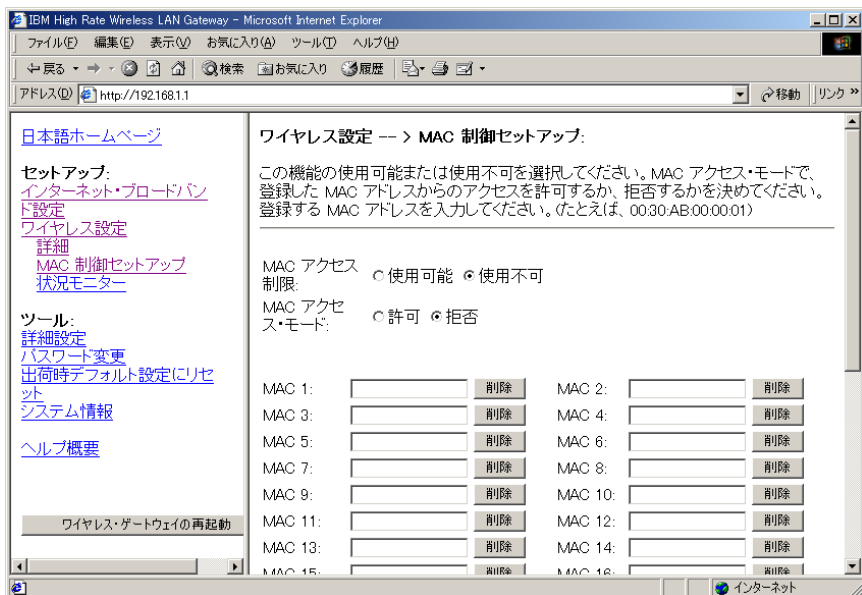 IBM High Rate Wireless LAN Gateway - Microsoft Internet Explorer
ファイル(F) 編集(E) 表示(V) お気に入り(A) ツール(T) ヘルプ(H)
戻る 検索 お気に入り 履歴
アドレス(D) http://192.168.1.1 移動 リンク »
日本語ホームページ
セットアップ:
インターネット・ブロードバン
ド設定
ワイヤレス設定
詳細
MAC 制御セットアップ
状況モニター
ツール:
詳細設定
パスワード変更
出荷時デフォルト設定にリセ
ット
システム情報
ヘルプ概要
ワイヤレス・ゲートウェイの再起動
ワイヤレス設定 --> MAC 制御セットアップ:
この機能の使用可能または使用不可を選択してください。MAC アクセス・モードで、
登録した MAC アドレスからのアクセスを許可するか、拒否するかを決めてください。
登録する MAC アドレスを入力してください。(たとえば、00:30:AB:00:00:01)
MAC アクセス
制限: 使用可能 使用不可
MAC アクセ
ス・モード: 許可 拒否
MAC 1: 削除 MAC 2: 削除
MAC 3: 削除 MAC 4: 削除
MAC 5: 削除 MAC 6: 削除
MAC 7: 削除 MAC 8: 削除
MAC 9: 削除 MAC 10: 削除
MAC 11: 削除 MAC 12: 削除
MAC 13: 削除 MAC 14: 削除
MAC 15: 削除 MAC 16: 削除
インターネット